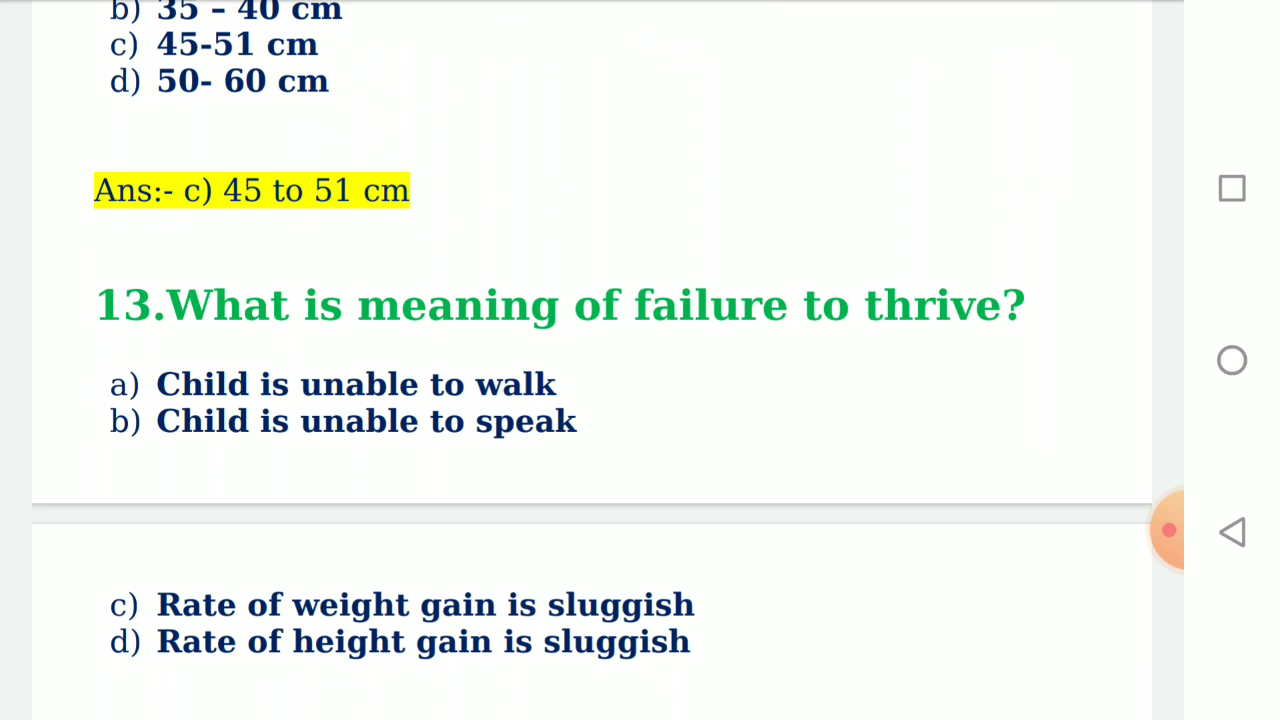 b) 35 – 40 cm
c) 45-51 cm
d) 50- 60 cm
Ans:- c) 45 to 51 cm
13.What is meaning of failure to thrive?
a) Child is unable to walk
b) Child is unable to speak
c) Rate of weight gain is sluggish
d) Rate of height gain is sluggish